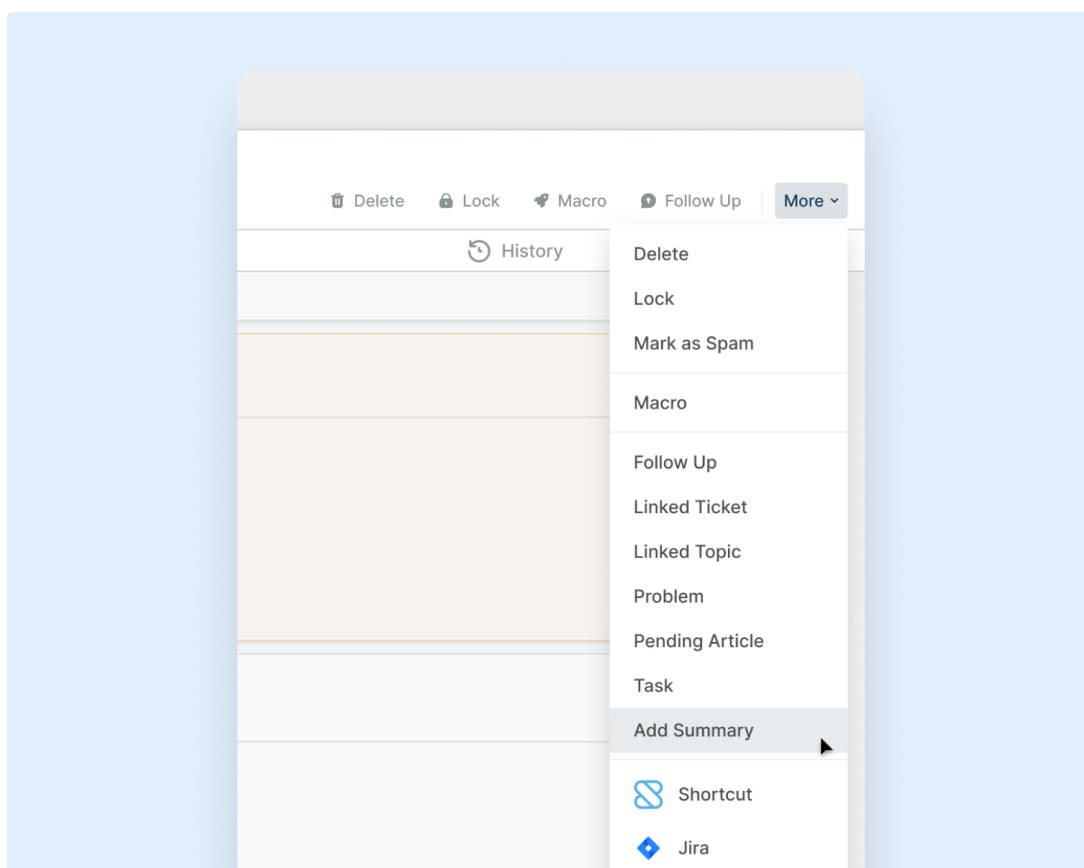 Delete Lock Macro Follow Up More
History
Delete
Lock
Mark as Spam
Macro
Follow Up
Linked Ticket
Linked Topic
Problem
Pending Article
Task
Add Summary
Shortcut
Jira